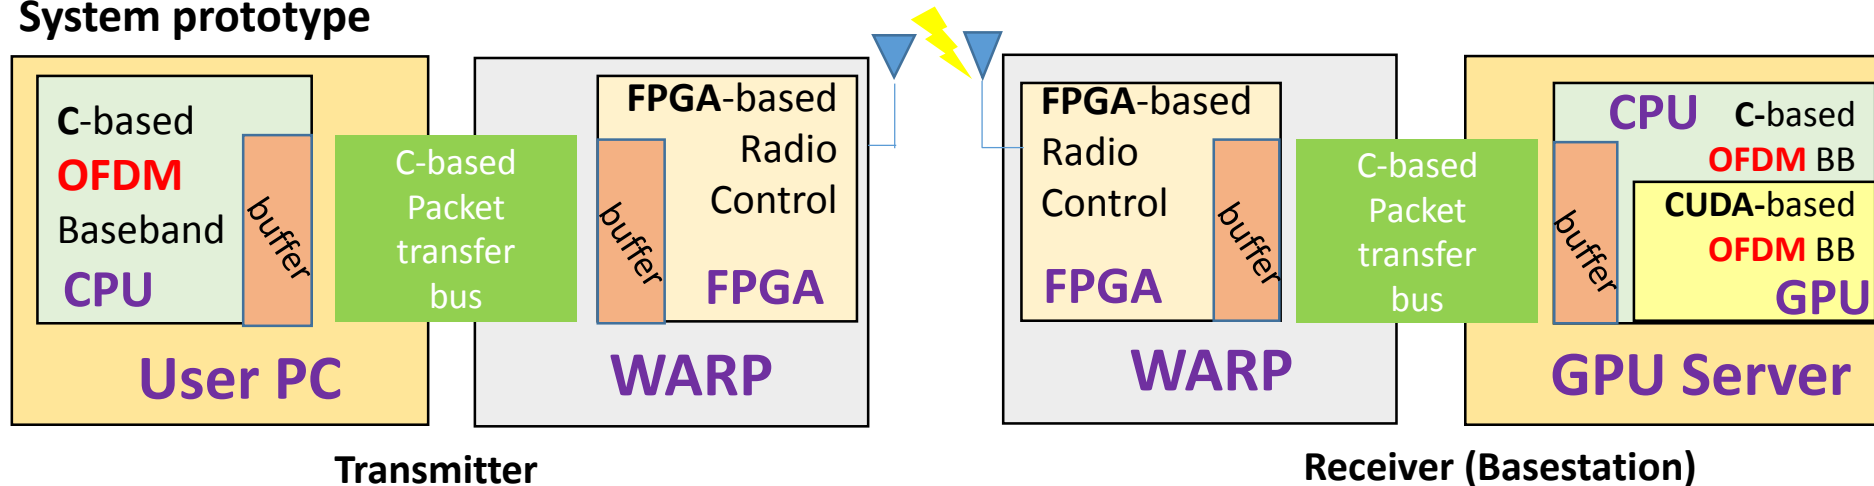 System prototype
C-based
OFDM
Baseband
CPU
buffer
User PC
C-based
Packet
transfer
bus
FPGA-based
Radio
Control
buffer
FPGA
WARP
Transmitter
FPGA-based
Radio
Control
FPGA
buffer
WARP
C-based
Packet
transfer
bus
buffer
CPU C-based
OFDM BB
CUDA-based
OFDM BB
GPU
GPU Server
Receiver (Basestation)